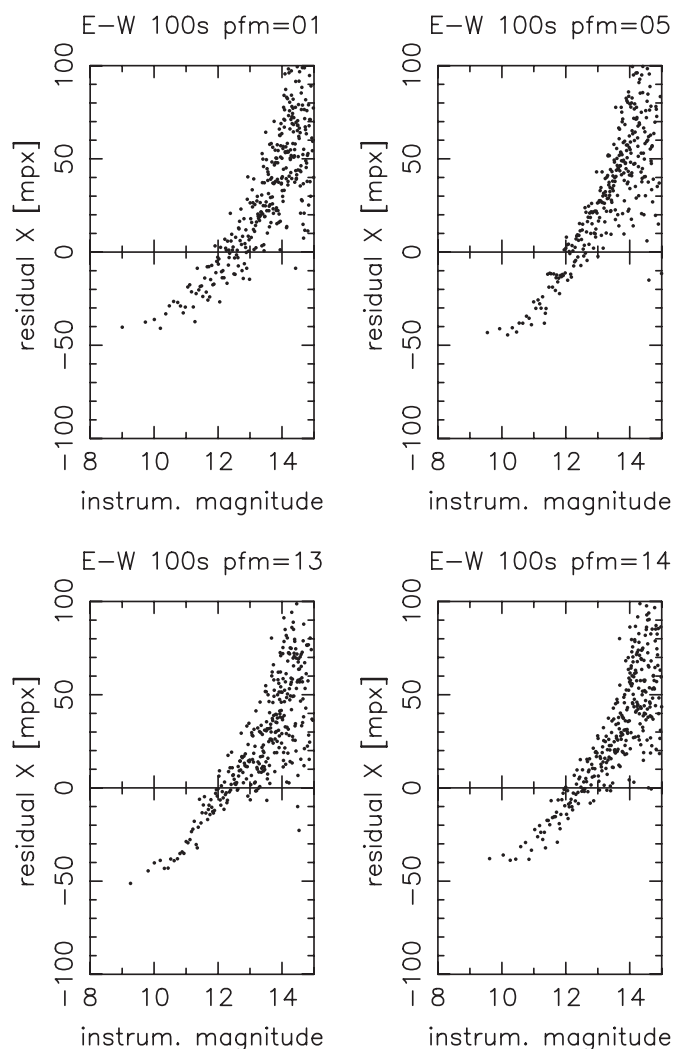 E−W 100s pfm=01
E−W 100s pfm=05
residual X [mpx]
100
50
0
−50
−100
8 10 12 14
instrum. magnitude
residual X [mpx]
100
50
0
−50
−100
8 10 12 14
instrum. magnitude
E−W 100s pfm=13
E−W 100s pfm=14
residual X [mpx]
100
50
0
−50
−100
8 10 12 14
instrum. magnitude
residual X [mpx]
100
50
0
−50
−100
8 10 12 14
instrum. magnitude